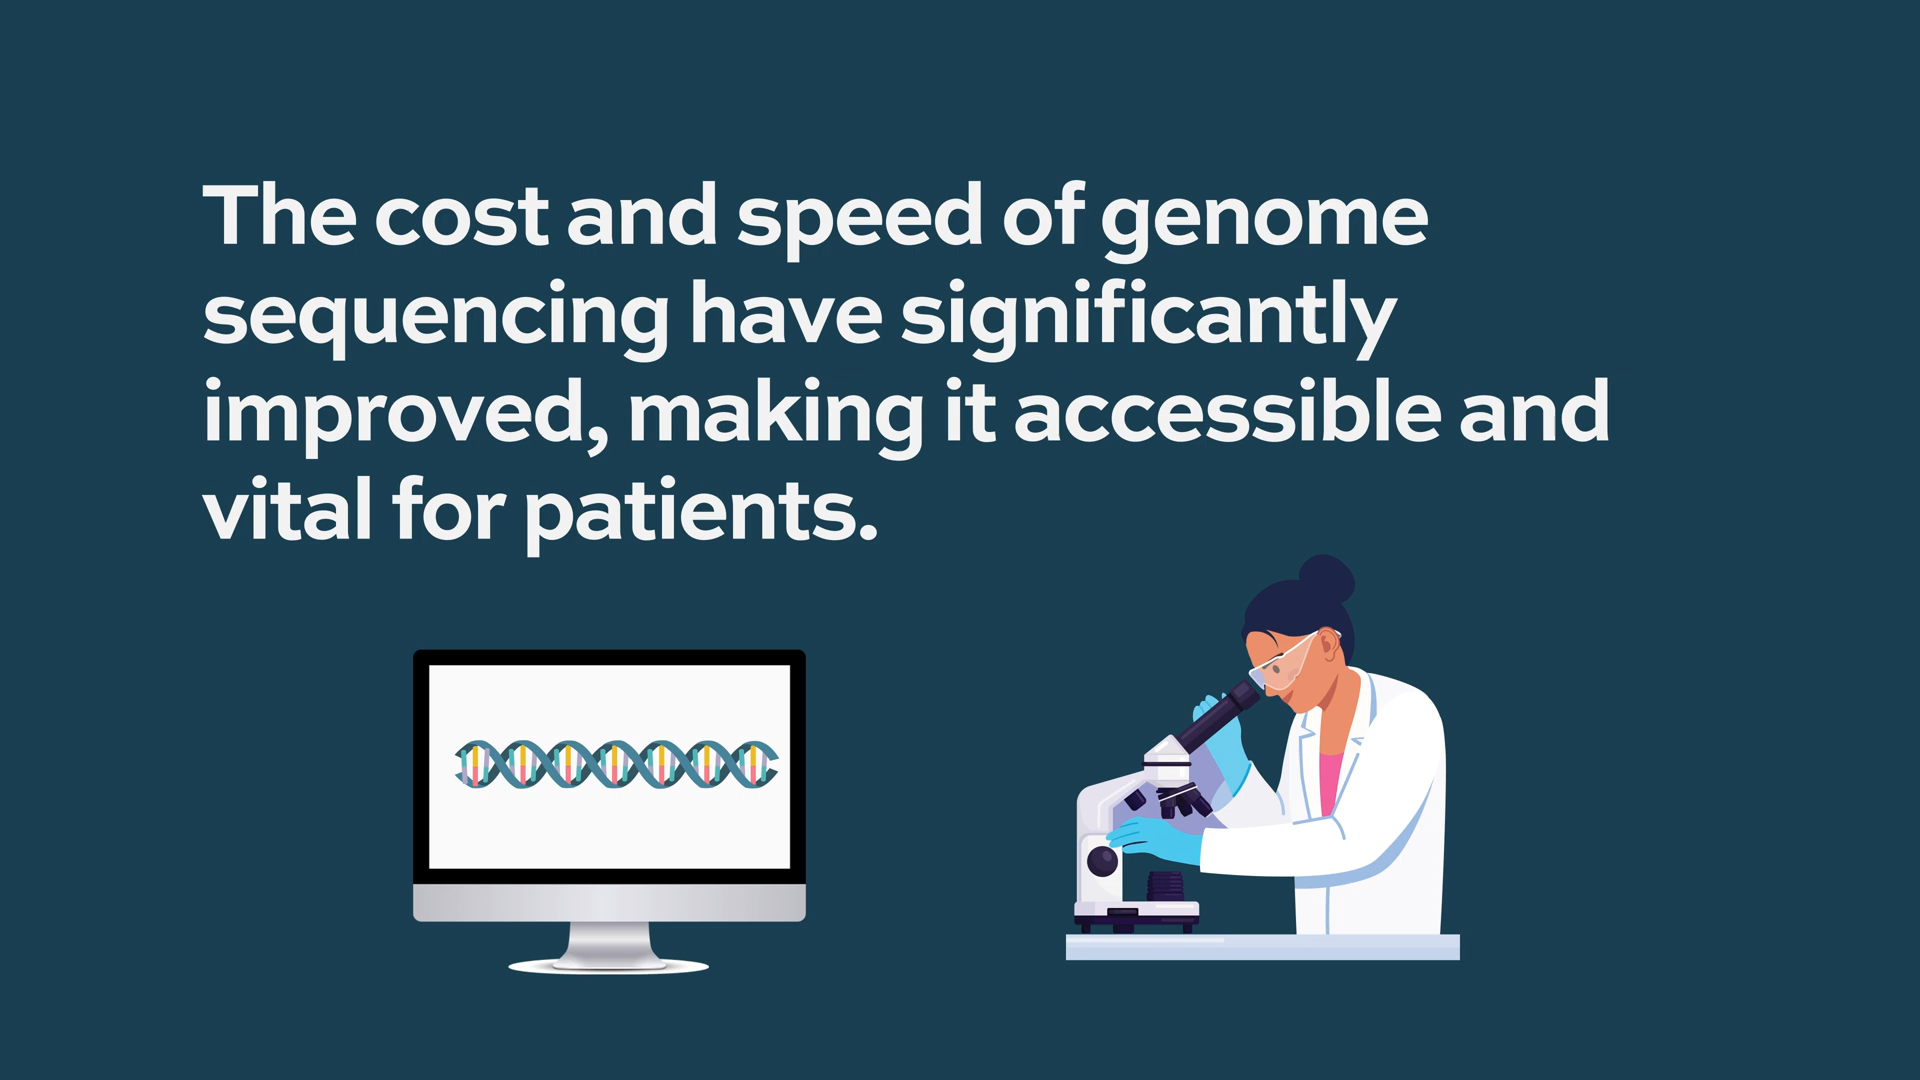 The cost and speed of genome
sequencing have significantly
improved, making it accessible and
vital for patients.